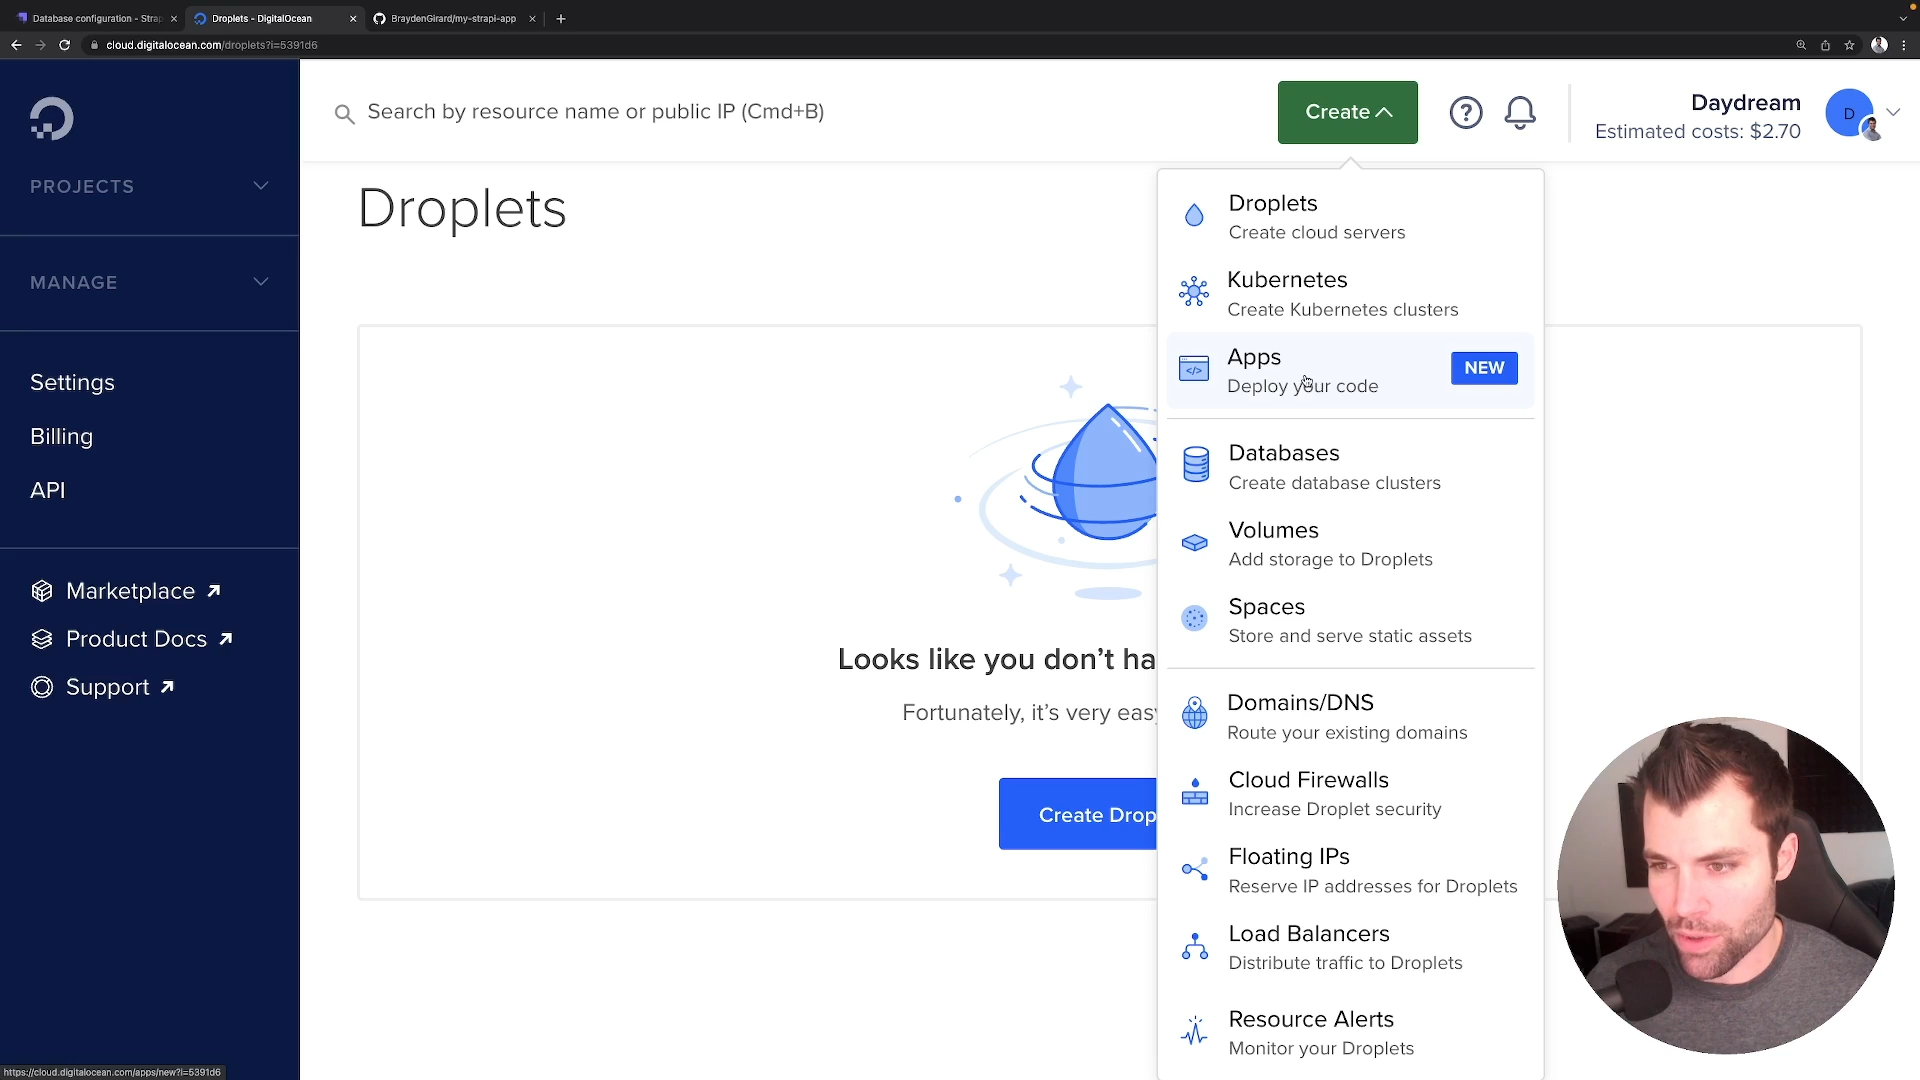 Database configuration - Strap
Droplets - DigitalOcean
BraydenGirard/my-strapi-app
cloud.digitalocean.com/droplets?i=5391d6
Search by resource name or public IP (Cmd+B)
Create
Daydream
Estimated costs: $2.70
D
PROJECTS
MANAGE
Settings
Billing
API
Marketplace
Product Docs
Support
Droplets
Looks like you don't ha
Fortunately, it's very easy
Create Drop
Droplets
Create cloud servers
Kubernetes
Create Kubernetes clusters
Apps
Deploy your code
NEW
Databases
Create database clusters
Volumes
Add storage to Droplets
Spaces
Store and serve static assets
Domains/DNS
Route your existing domains
Cloud Firewalls
Increase Droplet security
Floating IPs
Reserve IP addresses for Droplets
Load Balancers
Distribute traffic to Droplets
Resource Alerts
Monitor your Droplets
https://cloud.digitalocean.com/apps/new?i=5391d6